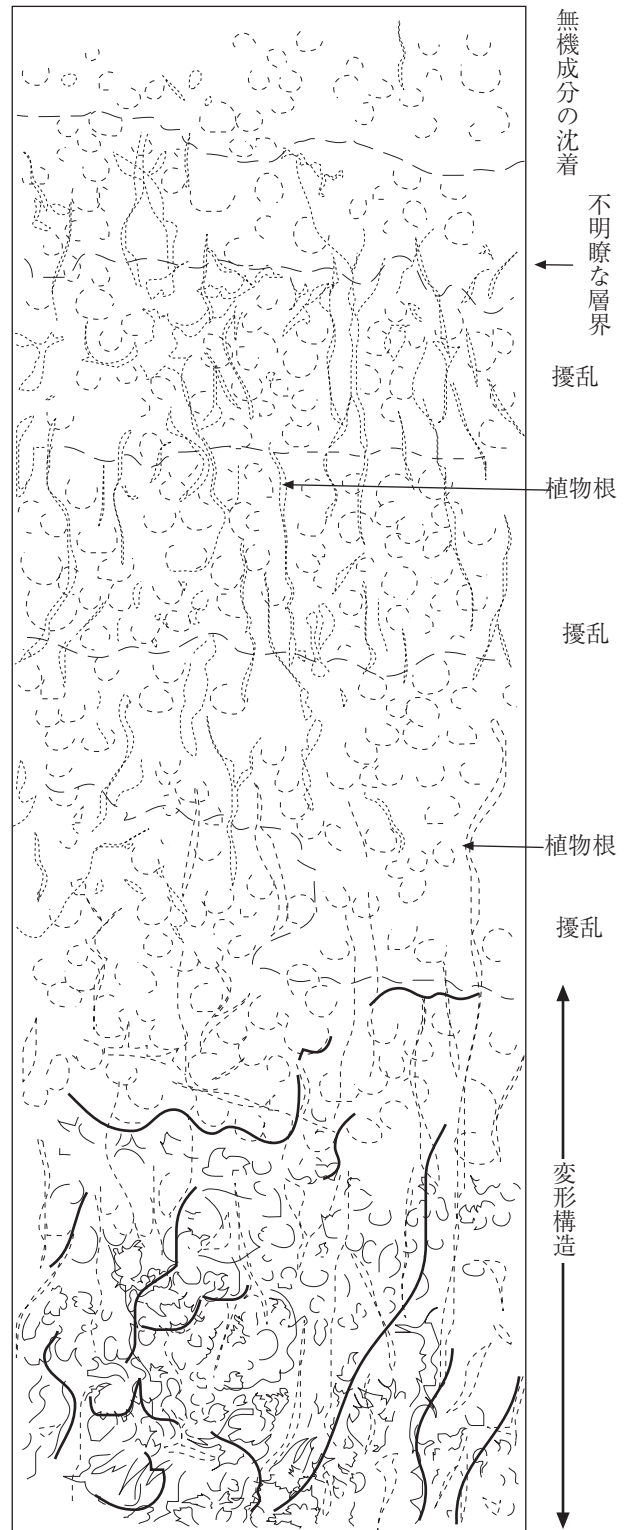 無機成分の沈着
不明瞭な層界
擾乱
植物根
擾乱
植物根
擾乱
変形構造